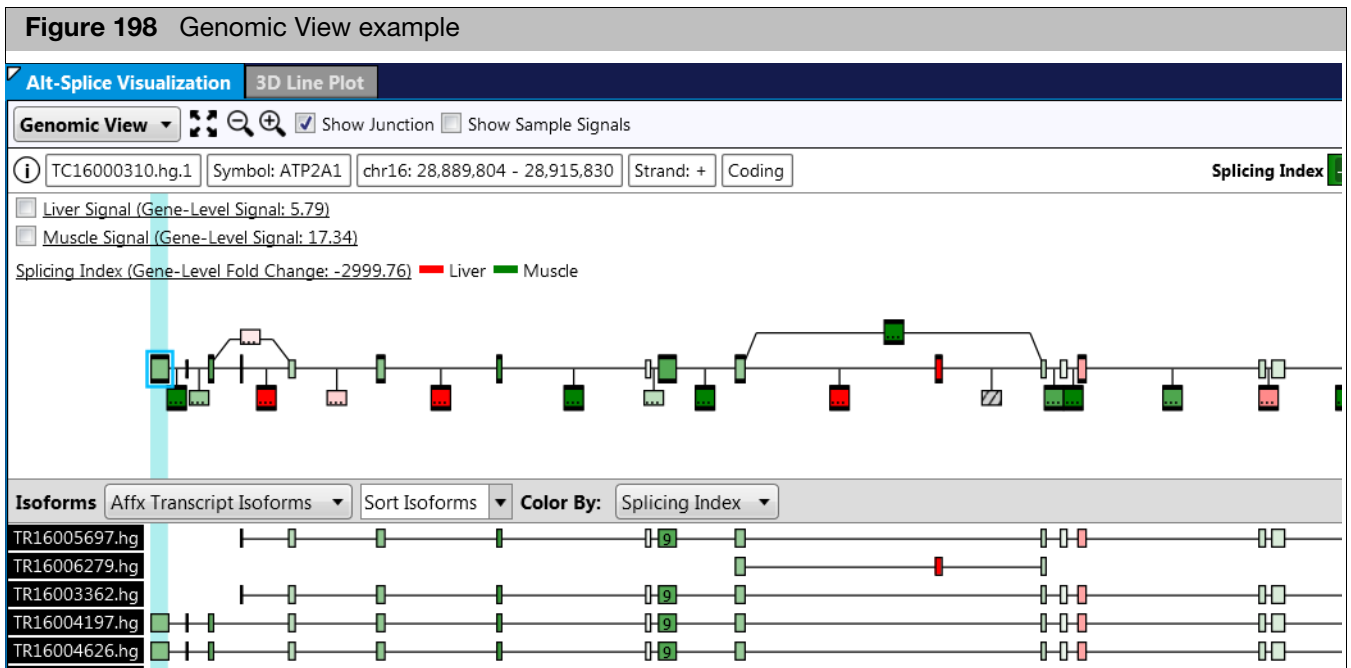 Figure 198 Genomic View example
Alt-Splice Visualization 3D Line Plot
Genomic View Show Junction Show Sample Signals
i TC16000310.hg.1 Symbol: ATP2A1 chr16: 28,889,804 - 28,915,830 Strand: + Coding Splicing Index
Liver Signal (Gene-Level Signal: 5.79)
Muscle Signal (Gene-Level Signal: 17.34)
Splicing Index (Gene-Level Fold Change: -2999.76) Liver Muscle
Isoforms Affx Transcript Isoforms Sort Isoforms Color By: Splicing Index
TR16005697.hg 9
TR16006279.hg
TR16003362.hg 9
TR16004197.hg 9
TR16004626.hg 9